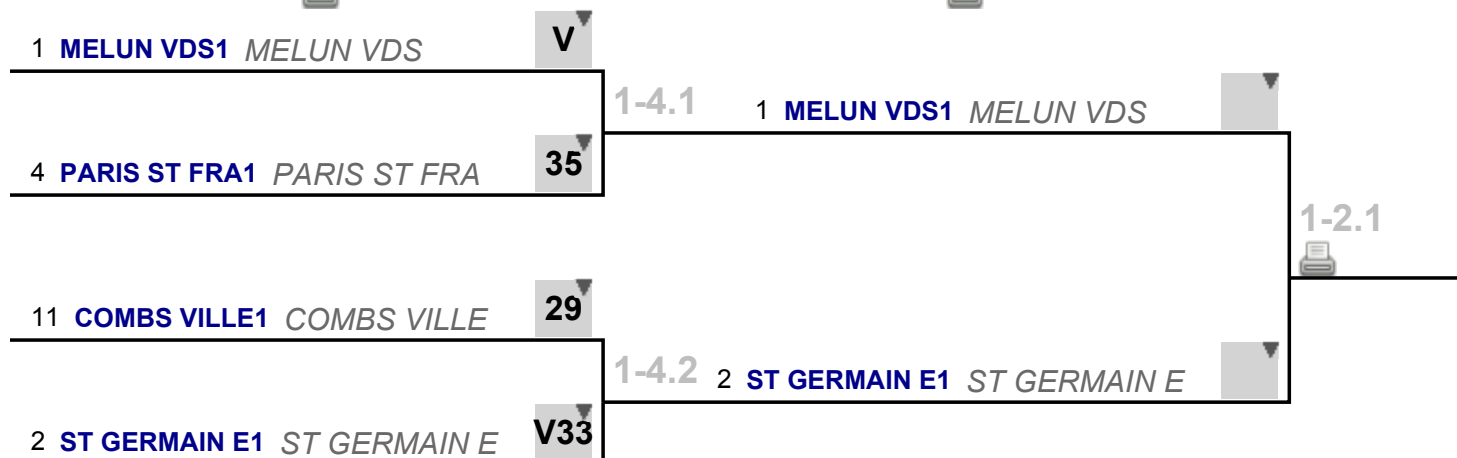 1 MELUN VDS1 MELUN VDS V
1-4.1 1 MELUN VDS1 MELUN VDS
4 PARIS ST FRA1 PARIS ST FRA 35
1-2.1
11 COMBS VILLE1 COMBS VILLE 29
1-4.2 2 ST GERMAIN E1 ST GERMAIN E
2 ST GERMAIN E1 ST GERMAIN E V33